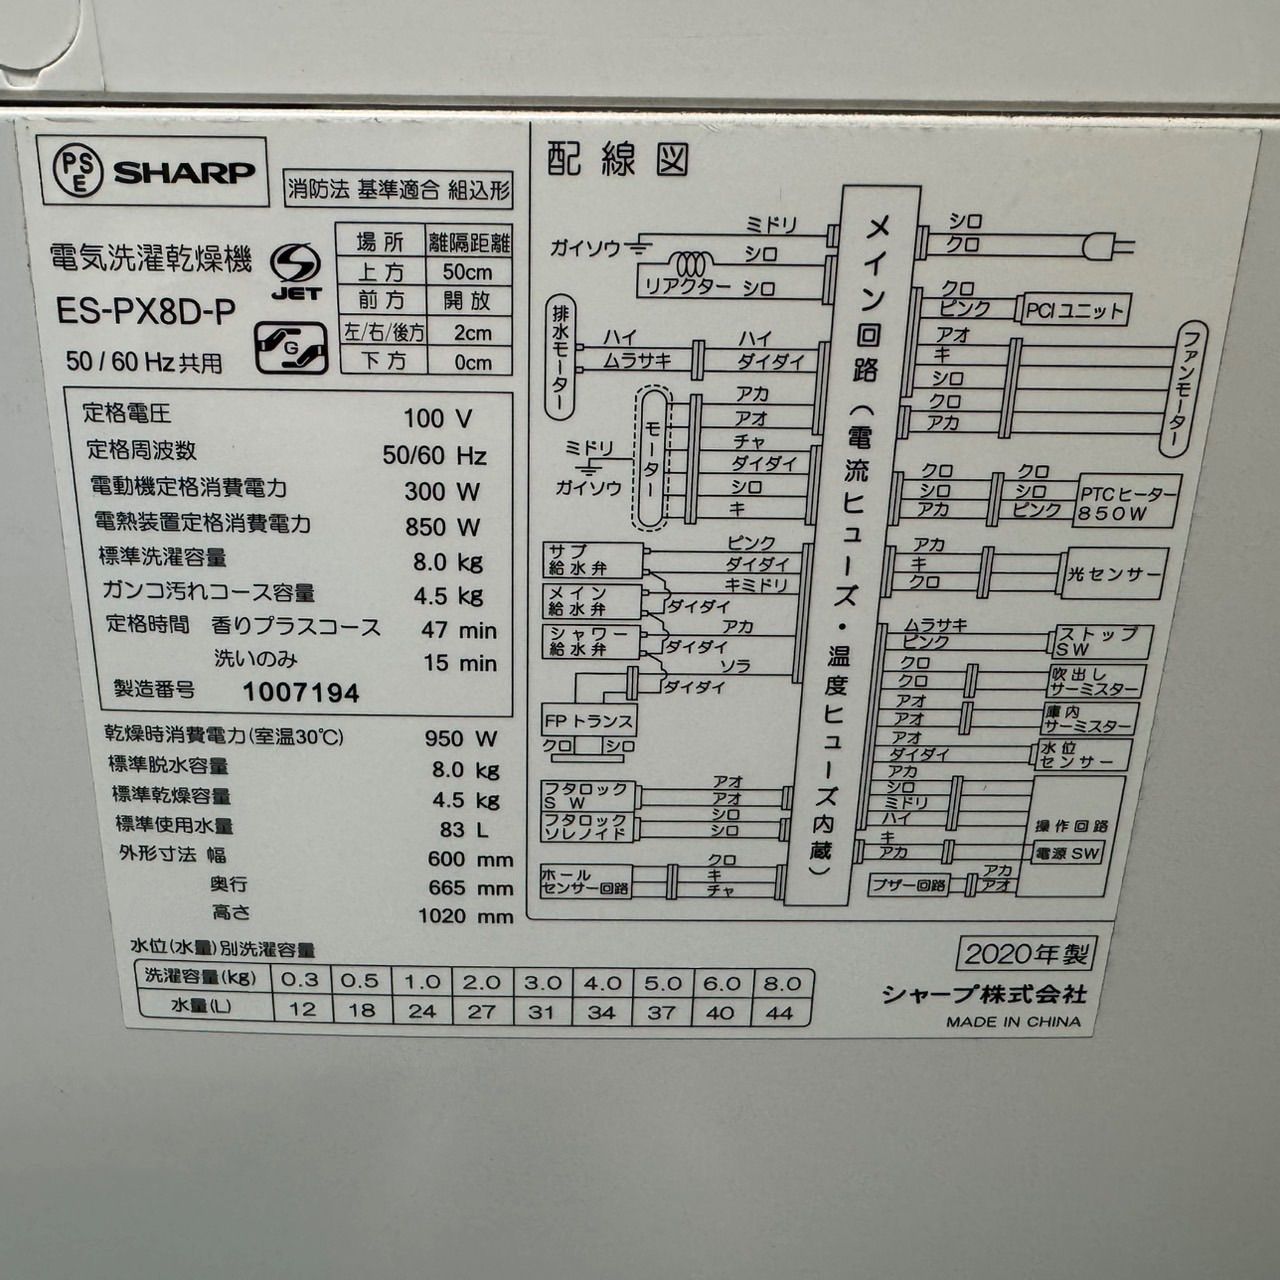 PSE SHARP
消防法 基準適合 組込形
電気洗濯乾燥機
ES-PX8D-P
50/60 Hz共用
JET
G
場所 離隔距離
上方 50cm
前方 開放
左/右/後方 2cm
下方 0cm
定格電圧 100 V
定格周波数 50/60 Hz
電動機定格消費電力 300 W
電熱装置定格消費電力 850 W
標準洗濯容量 8.0 kg
ガンコ汚れコース容量 4.5 kg
定格時間 香りプラスコース 47 min
洗いのみ 15 min
製造番号 1007194
乾燥時消費電力(室温30℃) 950 W
標準脱水容量 8.0 kg
標準乾燥容量 4.5 kg
標準使用水量 83 L
外形寸法 幅 600 mm
奥行 665 mm
高さ 1020 mm
水位(水量)別洗濯容量
洗濯容量(kg) 0.3 0.5 1.0 2.0 3.0 4.0 5.0 6.0 8.0
水量(L) 12 18 24 27 31 34 37 40 44
配線図
ミドリ
ガイソウ
シロ
リアクター シロ
排水モーター
ハイ ハイ
ムラサキ ダイダイ
モーター
アカ
アオ
チャ
ダイダイ
シロ
キ
ミドリ
ガイソウ
サブ給水弁
ピンク
ダイダイ
メイン給水弁
キミドリ
ダイダイ
シャワー給水弁
アカ
ダイダイ
ソラ
ダイダイ
FPトランス
クロ シロ
フタロックSW
アオ
アオ
フタロックソレノイド
シロ
シロ
ホールセンサー回路
クロ
キ
チャ
メイン回路(電流ヒューズ・温度ヒューズ内蔵)
シロ
クロ
クロ
ピンク
PCIユニット
アオ
キ
シロ
クロ
アカ
ファンモーター
クロ クロ
シロ シロ
アカ ピンク
PTCヒーター
850W
アカ
キ
クロ
光センサー
ムラサキ
ピンク
ストップSW
クロ
クロ
吹出しサーミスター
アオ
アオ
庫内サーミスター
アオ
ダイダイ
水位センサー
アカ
シロ
ミドリ
ハイ
操作回路
キ
アカ
電源SW
ブザー回路
アカ
アオ
2020年製
シャープ株式会社
MADE IN CHINA